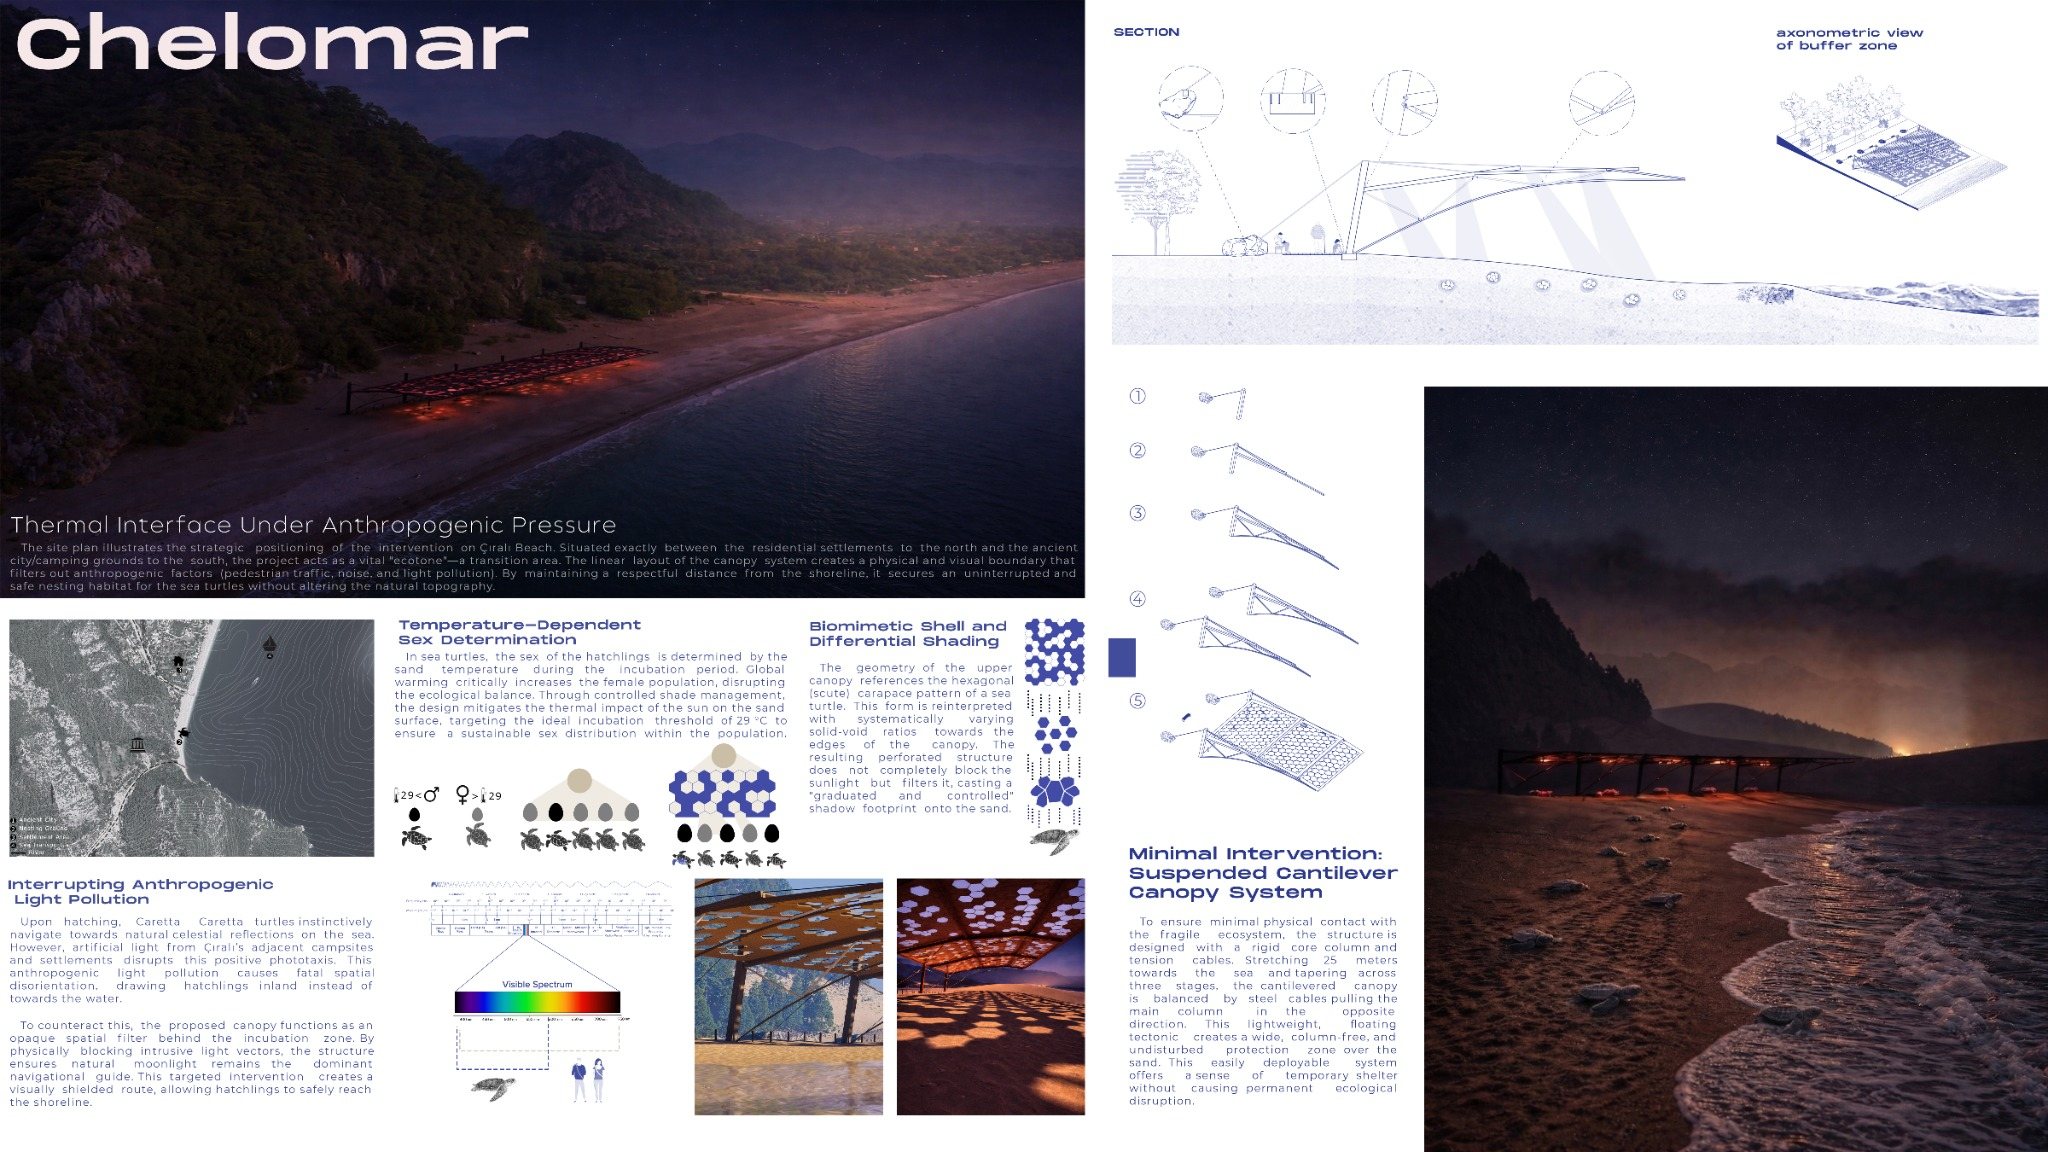 Chelomar
Thermal Interface Under Anthropogenic Pressure
The site plan illustrates the strategic positioning of the intervention on Çıralı Beach. Situated exactly between the residential settlements to the north and the ancient
city/camping grounds to the south, the project acts as a vital "ecotone"—a transition area. The linear layout of the canopy system creates a physical and visual boundary that
filters out anthropogenic factors (pedestrian traffic, noise, and light pollution). By maintaining a respectful distance from the shoreline, it secures an uninterrupted and
safe nesting habitat for the sea turtles without altering the natural topography.
Ancient City
Nesting Ground
Settlement Area
Interrupting Anthropogenic
Light Pollution
Upon hatching, Caretta Caretta turtles instinctively
navigate towards natural celestial reflections on the sea.
However, artificial light from Çıralı's adjacent campsites
and settlements disrupts this positive phototaxis. This
anthropogenic light pollution causes fatal spatial
disorientation, drawing hatchlings inland instead of
towards the water.
To counteract this, the proposed canopy functions as an
opaque spatial filter behind the incubation zone. By
physically blocking intrusive light vectors, the structure
ensures natural moonlight remains the dominant
navigational guide. This targeted intervention creates a
visually shielded route, allowing hatchlings to safely reach
the shoreline.
Temperature-Dependent
Sex Determination
In sea turtles, the sex of the hatchlings is determined by the
sand temperature during the incubation period. Global
warming critically increases the female population, disrupting
the ecological balance. Through controlled shade management,
the design mitigates the thermal impact of the sun on the sand
surface, targeting the ideal incubation threshold of 29 °C to
ensure a sustainable sex distribution within the population.
29<♂
♀>29
Visible Spectrum
Biomimetic Shell and
Differential Shading
The geometry of the upper
canopy references the hexagonal
(scute) carapace pattern of a sea
turtle. This form is reinterpreted
with systematically varying
solid-void ratios towards the
edges of the canopy. The
resulting perforated structure
does not completely block the
sunlight but filters it, casting a
"graduated and controlled"
shadow footprint onto the sand.
SECTION
axonometric view
of buffer zone
1
2
3
4
5
Minimal Intervention:
Suspended Cantilever
Canopy System
To ensure minimal physical contact with
the fragile ecosystem, the structure is
designed with a rigid core column and
tension cables. Stretching 25 meters
towards the sea and tapering across
three stages, the cantilevered canopy
is balanced by steel cables pulling the
main column in the opposite
direction. This lightweight, floating
tectonic creates a wide, column-free, and
undisturbed protection zone over the
sand. This easily deployable system
offers a sense of temporary shelter
without causing permanent ecological
disruption.